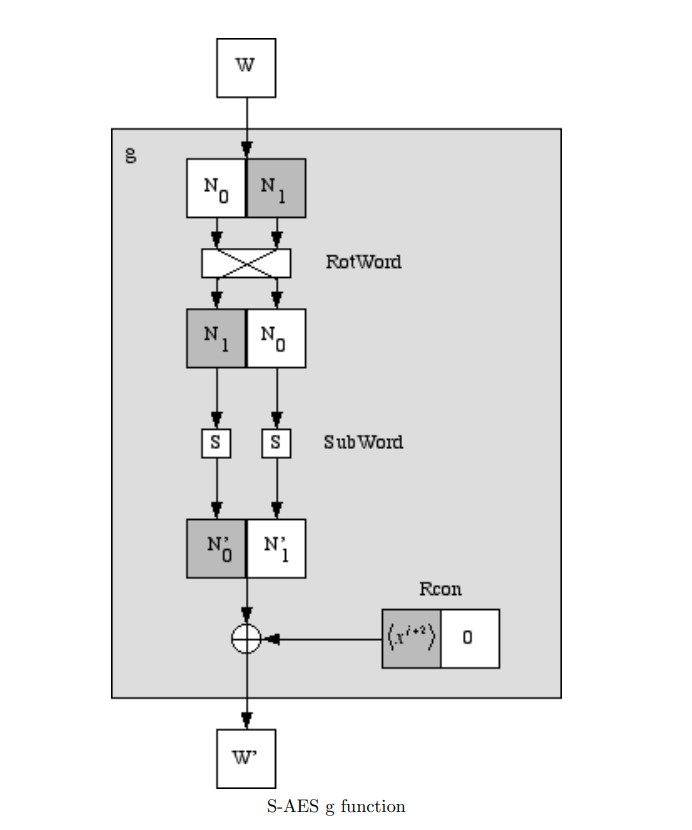 W
g
N0 N1
RotWord
N1 N0
S S SubWord
N'0 N'1
Rcon
(x^{i+2}) 0
W'
S-AES g function